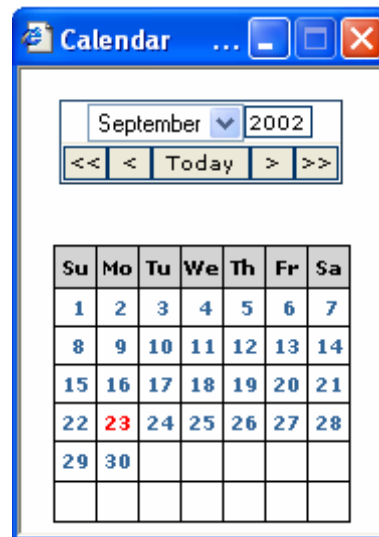 Calendar ...
September 2002
<< < Today > >>
Su Mo Tu We Th Fr Sa
1 2 3 4 5 6 7
8 9 10 11 12 13 14
15 16 17 18 19 20 21
22 23 24 25 26 27 28
29 30